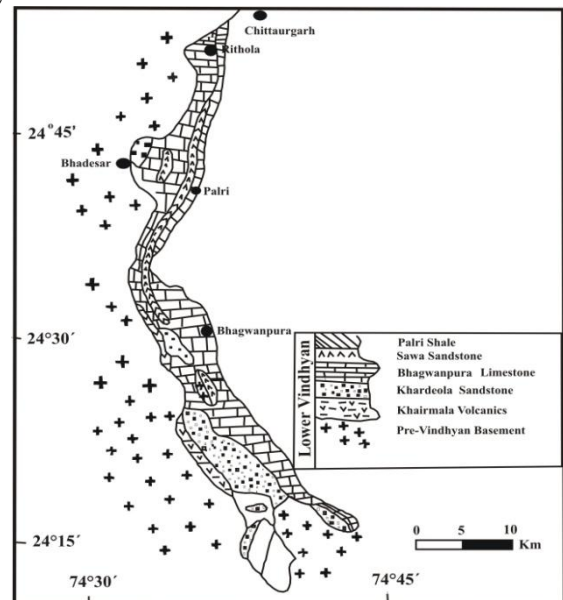 Chittaurgarh
Rithola
24°45′
Bhadesar
Palri
24°30′
Bhagwanpura
Lower Vindhyan
Palri Shale
Sawa Sandstone
Bhagwanpura Limestone
Khardeola Sandstone
Khairmala Volcanics
Pre-Vindhyan Basement
24°15′
0 5 10
Km
74°30′ 74°45′